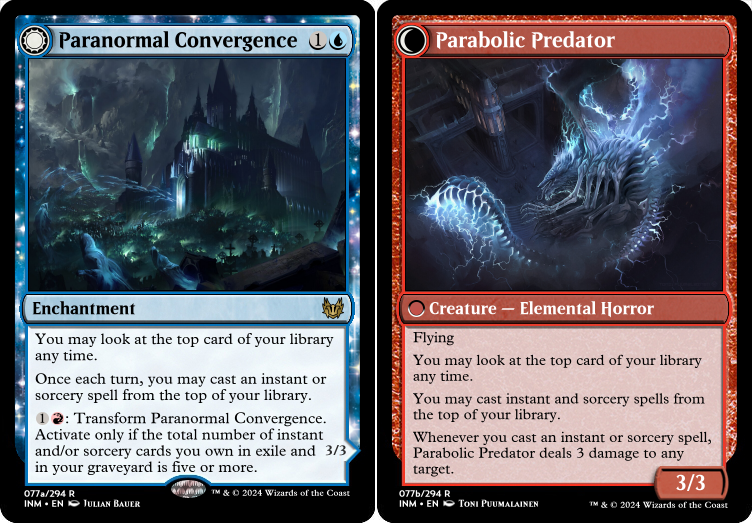 Paranormal Convergence 1
Enchantment
You may look at the top card of your library
any time.
Once each turn, you may cast an instant or
sorcery spell from the top of your library.
1 : Transform Paranormal Convergence.
Activate only if the total number of instant
and/or sorcery cards you own in exile and
in your graveyard is five or more.
3/3
077a/294 R
INM • EN Julian Bauer
™ & © 2024 Wizards of the Coast
Parabolic Predator
Creature — Elemental Horror
Flying
You may look at the top card of your library
any time.
You may cast instant and sorcery spells from
the top of your library.
Whenever you cast an instant or sorcery spell,
Parabolic Predator deals 3 damage to any
target.
3/3
077b/294 R
INM • EN Toni Puumalainen
™ & © 2024 Wizards of the Coast